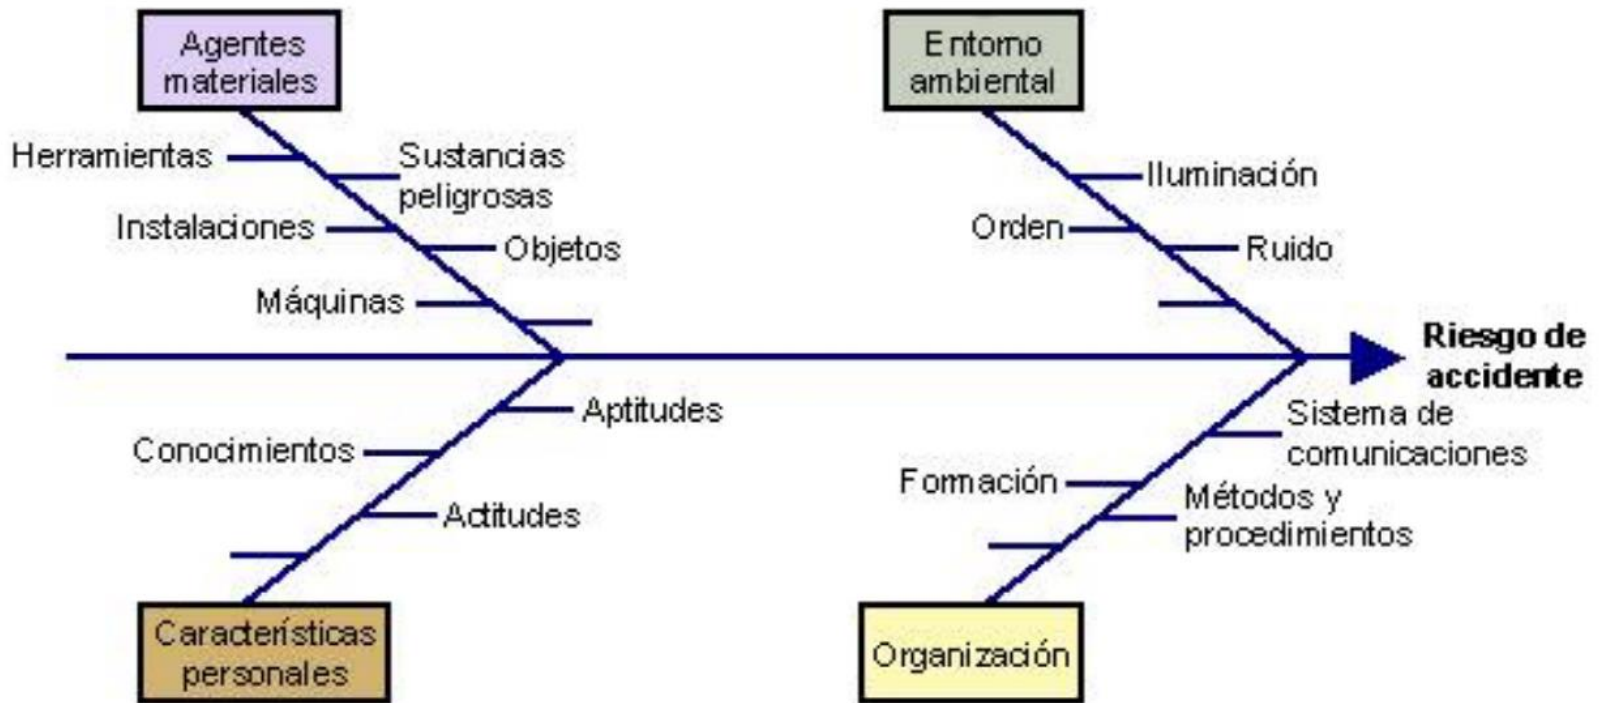 Agentes
materiales
Entorno
ambiental
Herramientas
Sustancias
peligrosas
Iluminación
Instalaciones
Orden
Objetos
Ruido
Máquinas
Riesgo de
accidente
Aptitudes
Sistema de
comunicaciones
Conocimientos
Formación
Métodos y
procedimientos
Actitudes
Características
personales
Organización